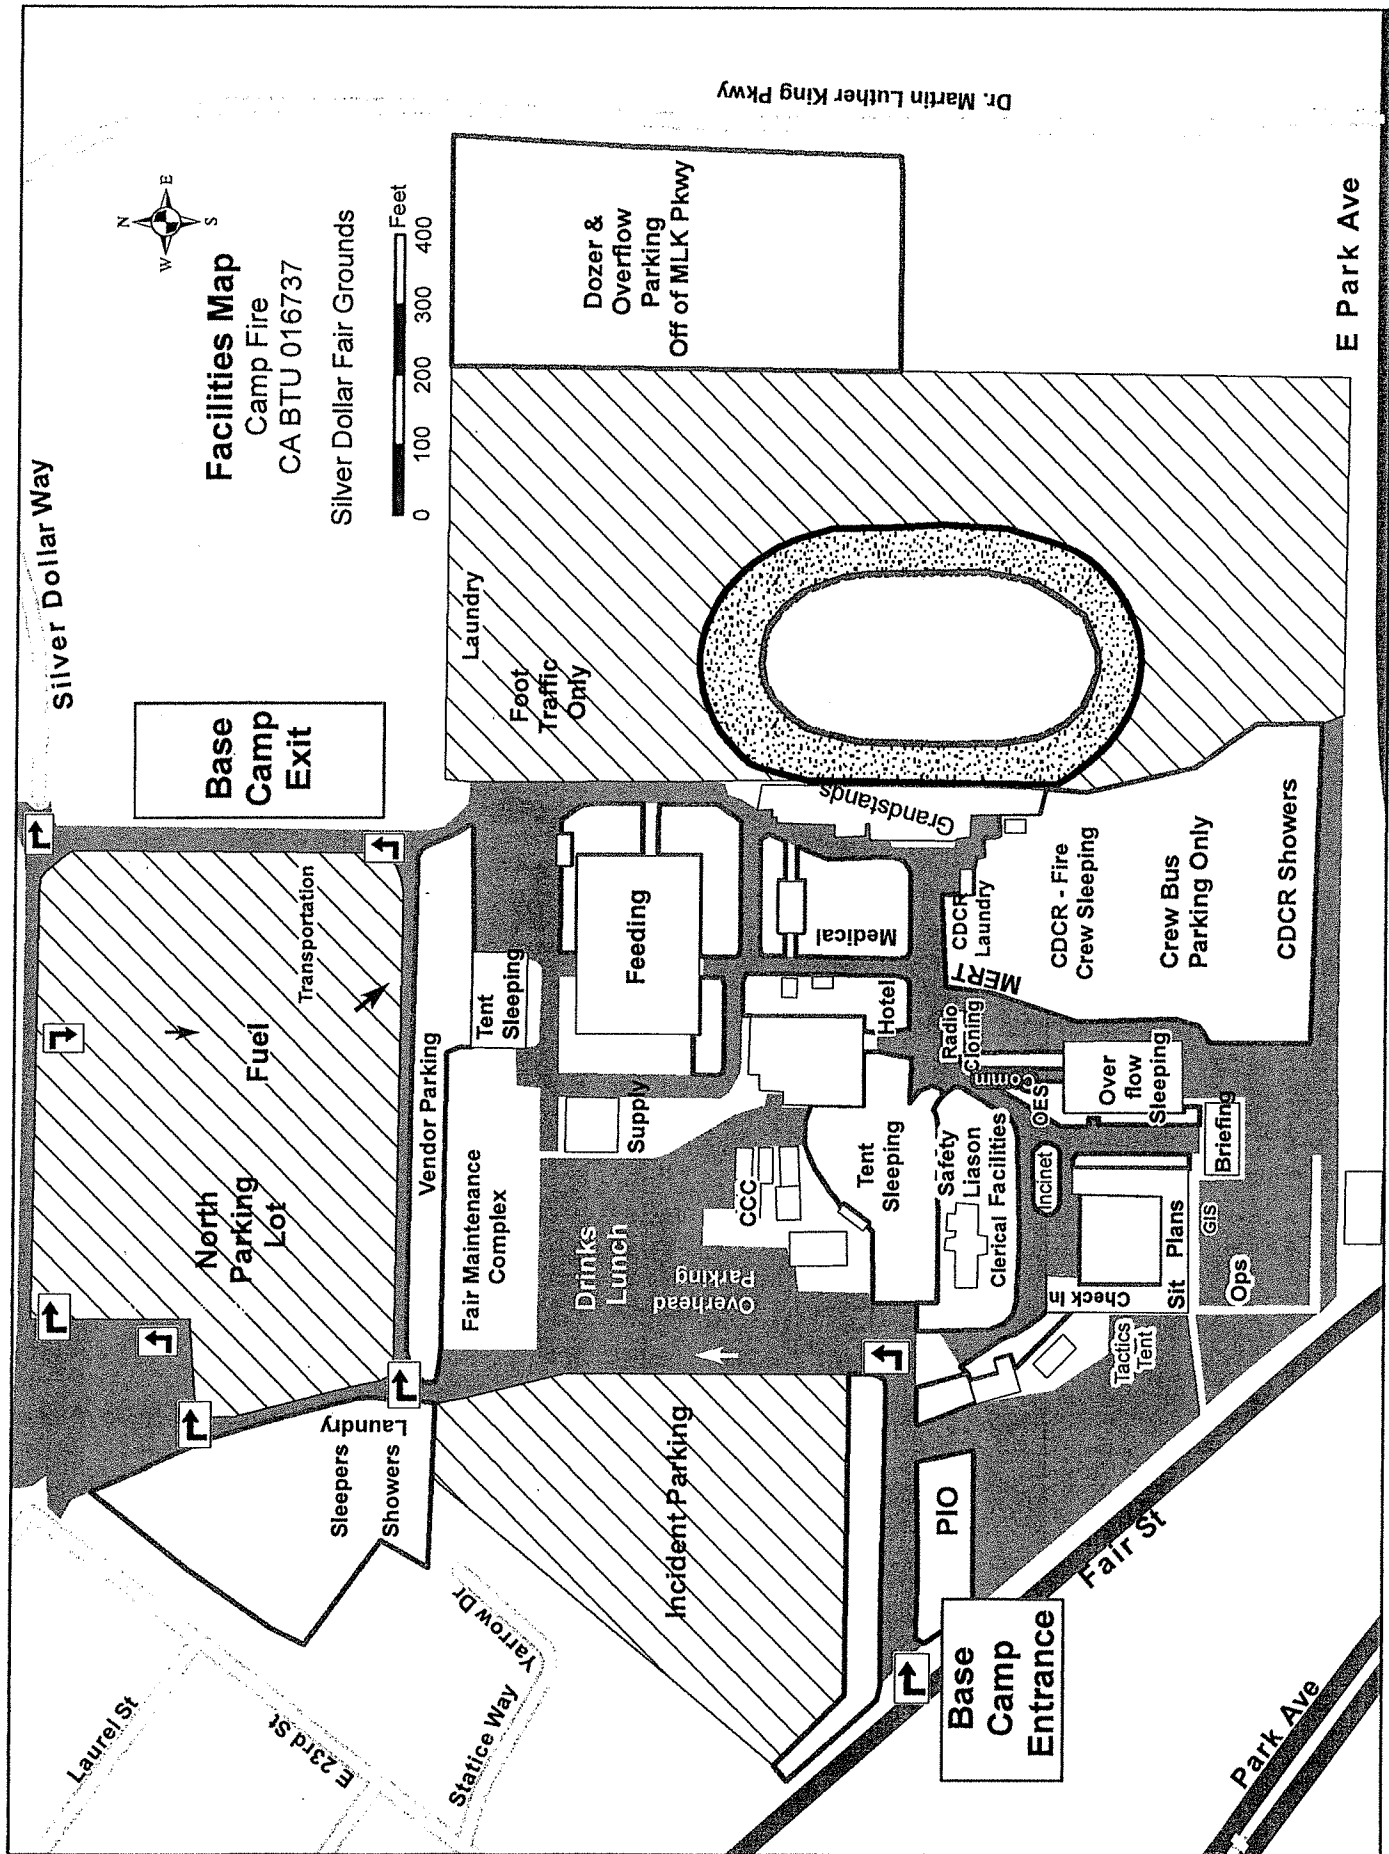 Silver Dollar Way
Facilities Map
Camp Fire
CA BTU 016737
Silver Dollar Fair Grounds
0 100 200 300 400 Feet
N
W
E
S
Dr. Martin Luther King Pkwy
Base
Camp
Exit
Laundry
Foot
Traffic
Only
Dozer &
Overflow
Parking
Off of MLK Pkwy
North
Parking
Lot
Fuel
Transportation
Vendor Parking
Laurel St
E 23rd St
Statice Way
Yarrow Dr
Sleepers
Showers
Laundry
Fair Maintenance
Complex
Tent
Sleeping
Feeding
Supply
Drinks
Lunch
Overhead
Parking
Incident Parking
CCC
Grandstands
Medical
Hotel
Tent
Sleeping
Safety
Liason
Clerical Facilities
PIO
Base
Camp
Entrance
Incinet
Check In
Sit Plans
GIS
Ops
Tactics
Tent
Briefing
Over
flow
Sleeping
OES
Comm
Radio
Cloning
MERT
CDCR
Laundry
CDCR - Fire
Crew Sleeping
Crew Bus
Parking Only
CDCR Showers
Fair St
Park Ave
E Park Ave